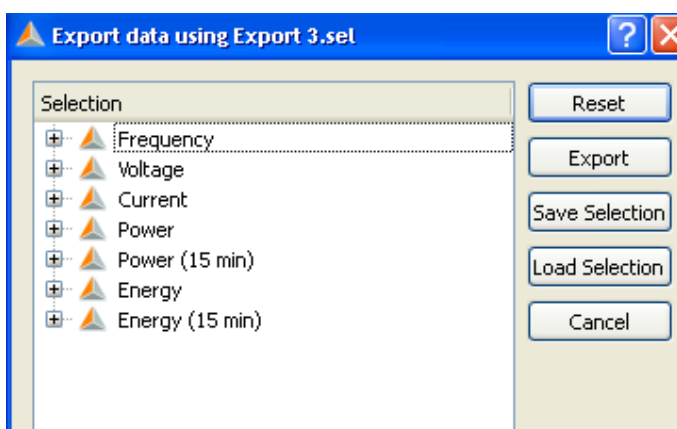 Export data using Export 3.sel
Selection
Frequency
Voltage
Current
Power
Power (15 min)
Energy
Energy (15 min)
Reset
Export
Save Selection
Load Selection
Cancel